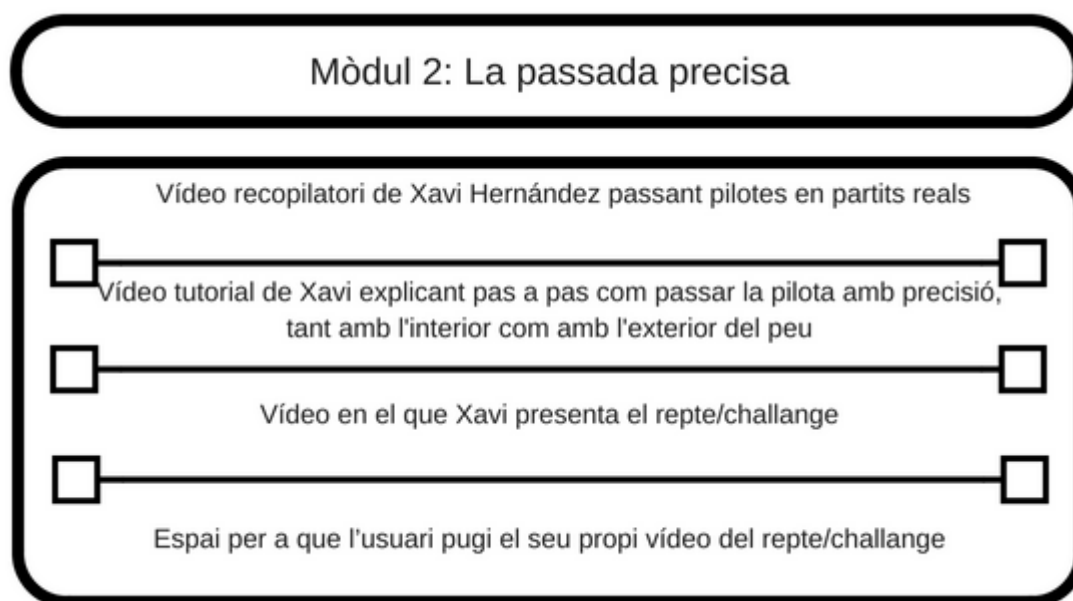 Mòdul 2: La passada precisa
Vídeo recopilatori de Xavi Hernández passant pilotes en partits reals
Vídeo tutorial de Xavi explicant pas a pas com passar la pilota amb precisió,
tant amb l'interior com amb l'exterior del peu
Vídeo en el que Xavi presenta el repte/challange
Espai per a que l'usuari pugi el seu propi vídeo del repte/challange